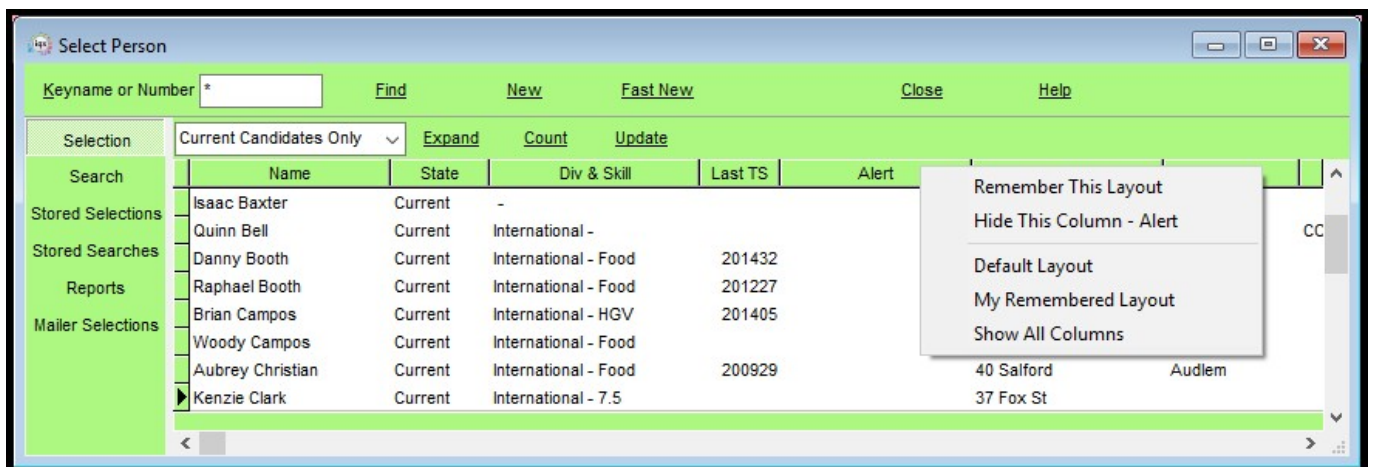 Select Person
Keyname or Number * Find New Fast New Close Help
Selection Current Candidates Only Expand Count Update
Search Name State Div & Skill Last TS Alert
Stored Selections
Stored Searches
Reports
Mailer Selections
Isaac Baxter Current -
Quinn Bell Current International - CC
Danny Booth Current International - Food 201432
Raphael Booth Current International - Food 201227
Brian Campos Current International - HGV 201405
Woody Campos Current International - Food
Aubrey Christian Current International - Food 200929 40 Salford Audlem
Kenzie Clark Current International - 7.5 37 Fox St
Remember This Layout
Hide This Column - Alert
Default Layout
My Remembered Layout
Show All Columns